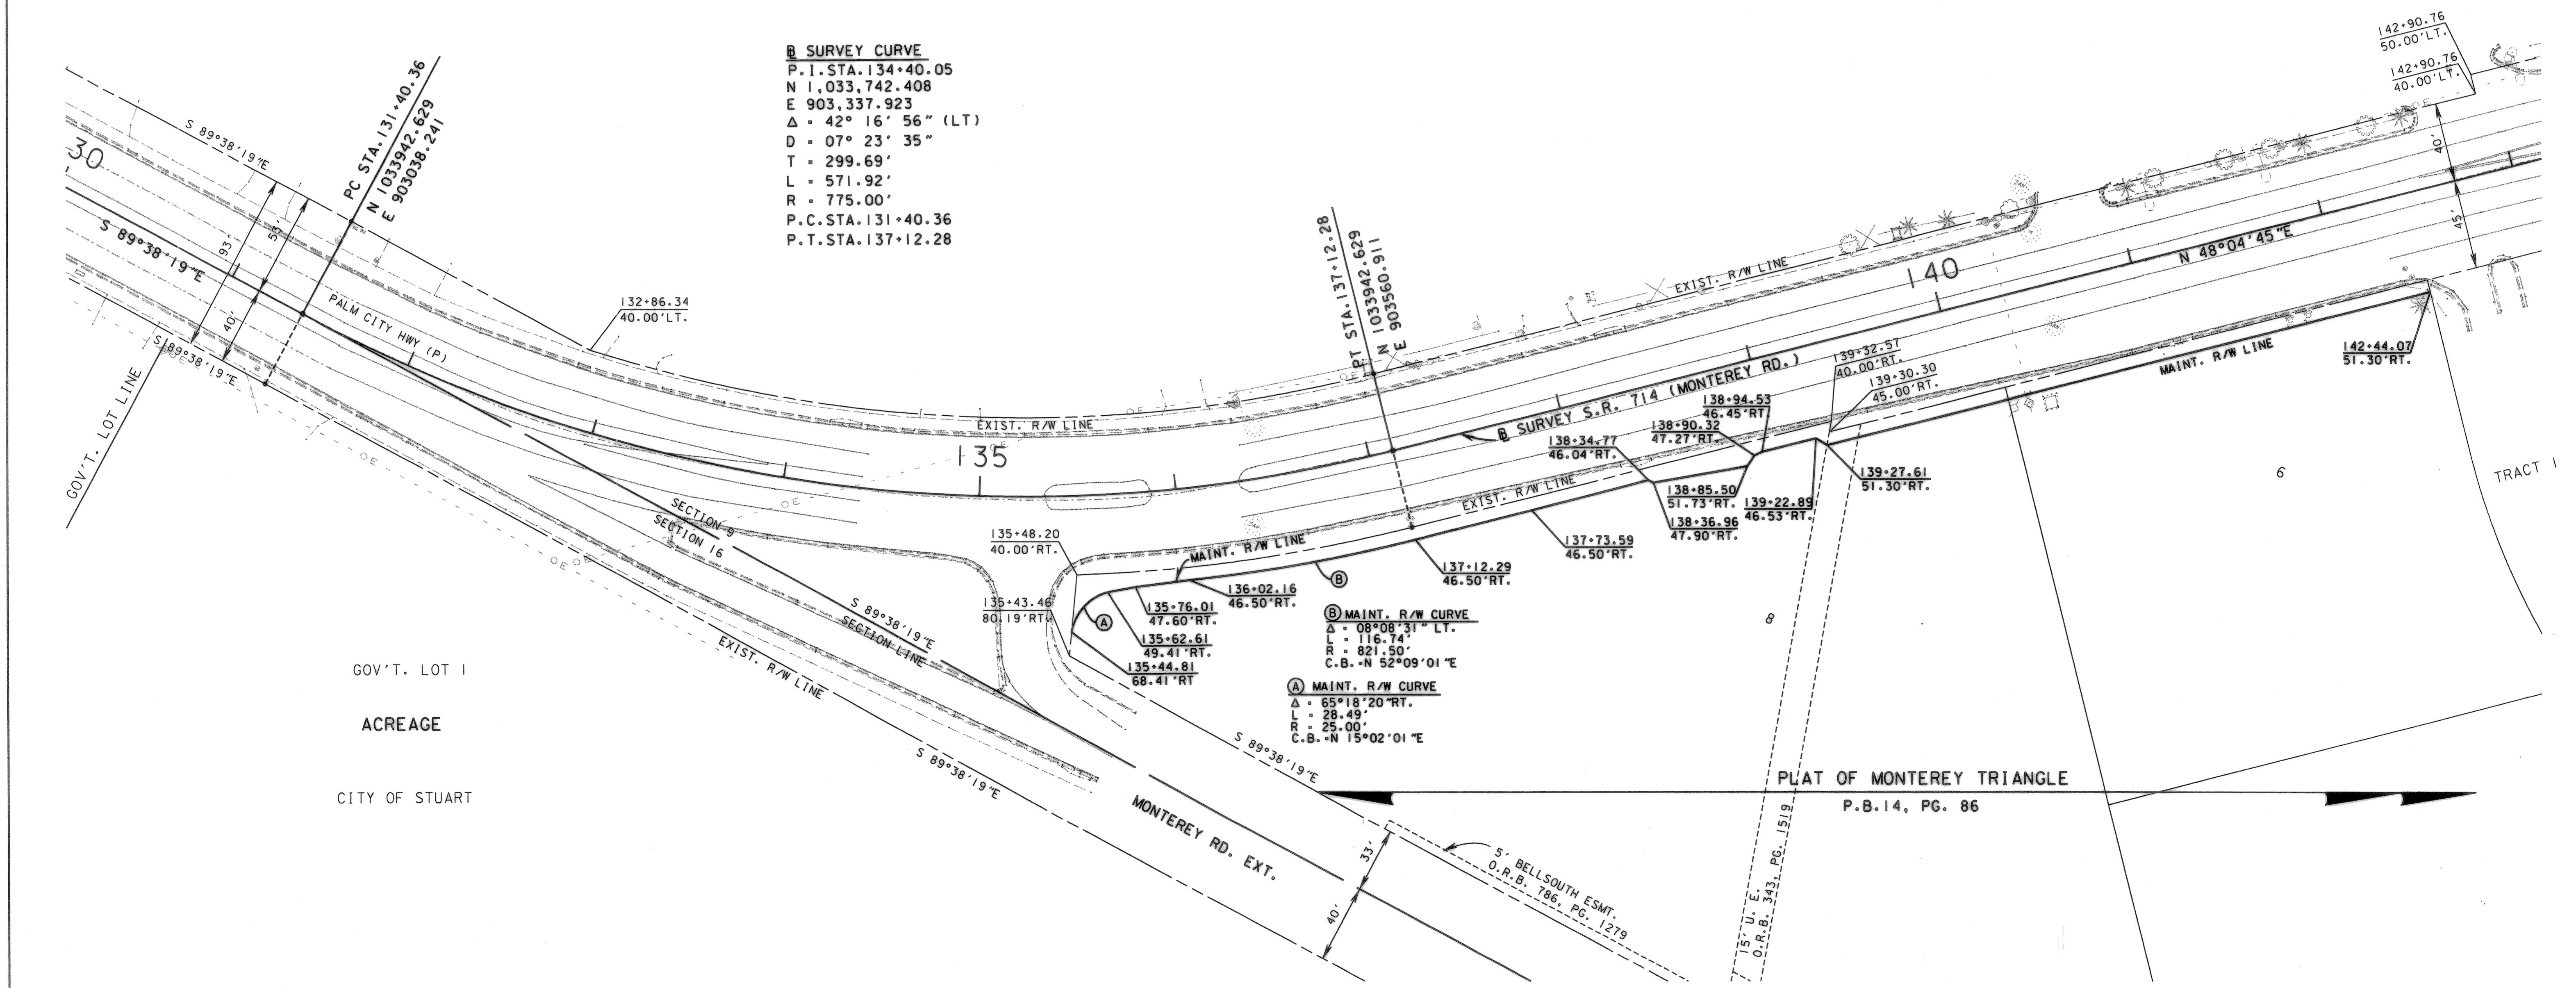 ℄ SURVEY CURVE
P.I. STA. 134+40.05
N 1,033,742.408
E 903,337.923
Δ = 42° 16' 56" (LT)
D = 07° 23' 35"
T = 299.69'
L = 571.92'
R = 775.00'
P.C. STA. 131+40.36
P.T. STA. 137+12.28
142+90.76
50.00' LT.
142+90.76
40.00' LT.
S 89°38'19"E
PC STA. 131+40.36
N 1033942.629
E 903038.241
30
S 89°38'19"E
93'
53'
40'
PALM CITY HWY (P)
S 89°38'19"E
GOV'T. LOT LINE
132+86.34
40.00' LT.
EXIST. R/W LINE
135
PT STA. 137+12.28
N 1033942.629
E 903560.911
EXIST. R/W LINE
140
N 48°04'45"E
40'
45'
℄ SURVEY S.R. 714 (MONTEREY RD.)
139+32.57
40.00' RT.
139+30.30
45.00' RT.
MAINT. R/W LINE
142+44.07
51.30' RT.
138+94.53
46.45' RT
138+90.32
47.27' RT.
138+34.77
46.04' RT.
138+85.50
51.73' RT.
139+22.89
46.53' RT.
139+27.61
51.30' RT.
138+36.96
47.90' RT.
EXIST. R/W LINE
137+73.59
46.50' RT.
MAINT. R/W LINE
137+12.29
46.50' RT.
B
136+02.16
46.50' RT.
135+76.01
47.60' RT.
135+62.61
49.41' RT.
135+44.81
68.41' RT
A
135+48.20
40.00' RT.
135+43.46
80.19' RT.
SECTION 9
SECTION 16
S 89°38'19"E
SECTION LINE
EXIST. R/W LINE
S 89°38'19"E
B MAINT. R/W CURVE
Δ = 08°08'31" LT.
L = 116.74'
R = 821.50'
C.B. = N 52°09'01"E
A MAINT. R/W CURVE
Δ = 65°18'20" RT.
L = 28.49'
R = 25.00'
C.B. = N 15°02'01"E
S 89°38'19"E
GOV'T. LOT 1
ACREAGE
CITY OF STUART
6
8
TRACT 1
PLAT OF MONTEREY TRIANGLE
P.B. 14, PG. 86
MONTEREY RD. EXT.
33'
40'
5' BELLSOUTH ESMT.
O.R.B. 786, PG. 1279
15' U. E.
O.R.B. 343, PG. 1519
OE
OE
OE
OE
OE
OE
OE
OE
OE